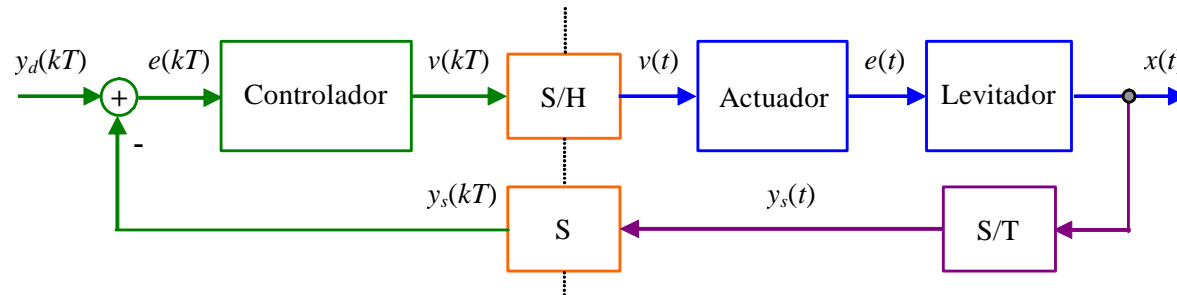 y_d(kT) e(kT) Controlador v(kT) S/H v(t) Actuador e(t) Levitador x(t)
+
-
y_s(kT) S y_s(t) S/T